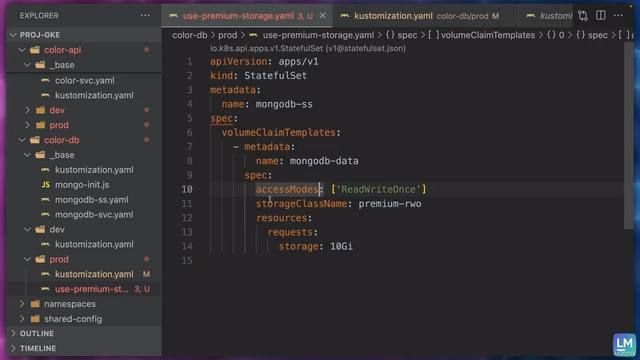 EXPLORER
PROJ-GKE
color-api
_base
color-svc.yaml
kustomization.yaml
dev
prod
color-db
_base
kustomization.yaml
mongo-init.js
mongodb-ss.yaml
mongodb-svc.yaml
dev
kustomization.yaml
prod
kustomization.yaml M
use-premium-st... 3, U
namespaces
shared-config
OUTLINE
TIMELINE
use-premium-storage.yaml 3, U
kustomization.yaml color-db/prod M
kustomi
color-db > prod > use-premium-storage.yaml > {} spec > [ ] volumeClaimTemplates > {} 0 > {} spec > [ ]
io.k8s.api.apps.v1.StatefulSet (v1@statefulset.json)
1 apiVersion: apps/v1
2 kind: StatefulSet
3 metadata:
4 name: mongodb-ss
5 spec:
6 volumeClaimTemplates:
7 - metadata:
8 name: mongodb-data
9 spec:
10 accessModes: ['ReadWriteOnce']
11 storageClassName: premium-rwo
12 resources:
13 requests:
14 storage: 10Gi
15
LM